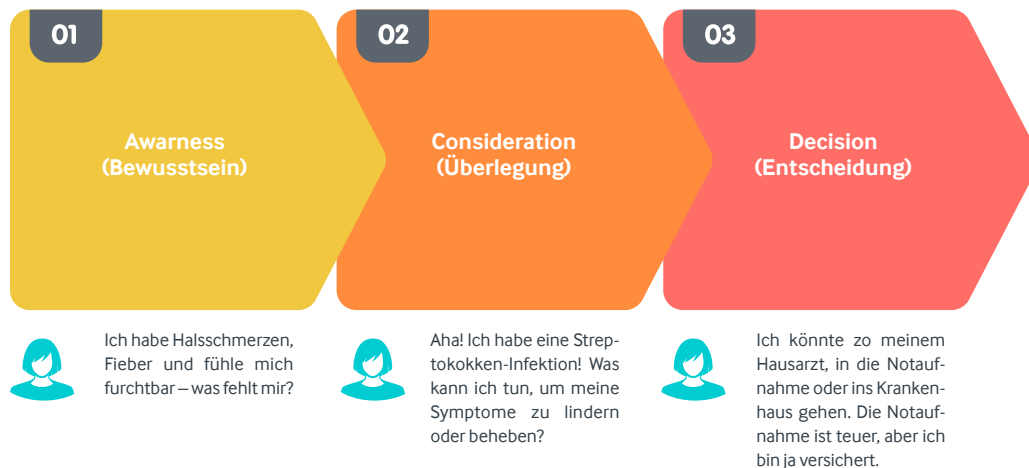 01
Awarness
(Bewusstsein)
Ich habe Halsschmerzen,
Fieber und fühle mich
furchtbar – was fehlt mir?
02
Consideration
(Überlegung)
Aha! Ich habe eine Strep-
tokokken-Infektion! Was
kann ich tun, um meine
Symptome zu lindern
oder beheben?
03
Decision
(Entscheidung)
Ich könnte zo meinem
Hausarzt, in die Notauf-
nahme oder ins Kranken-
haus gehen. Die Notauf-
nahme ist teuer, aber ich
bin ja versichert.